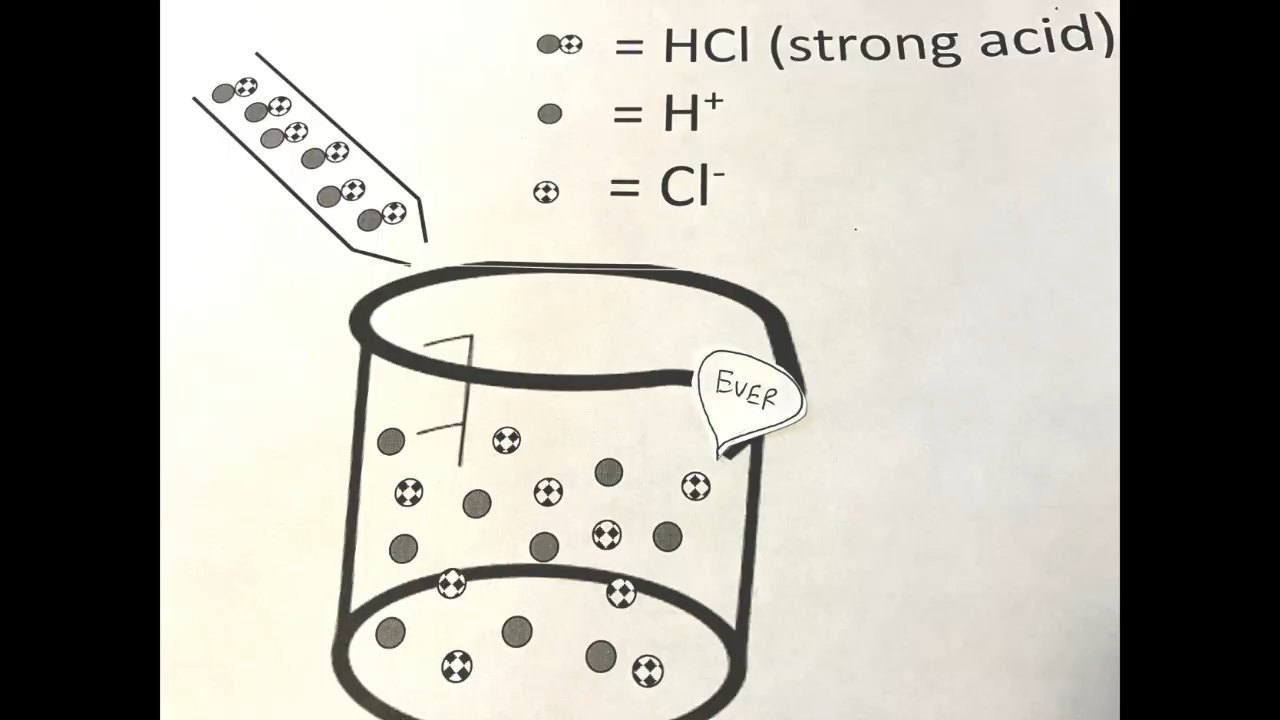 = HCl (strong acid)
= H⁺
= Cl⁻
EVER